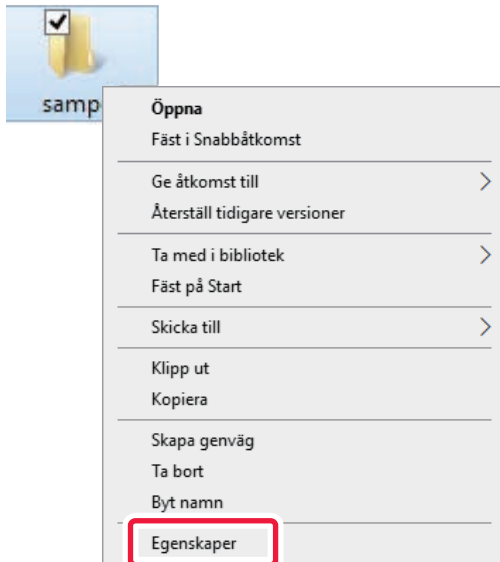 samp
Öppna
Fäst i Snabbåtkomst
Ge åtkomst till
Återställ tidigare versioner
Ta med i bibliotek
Fäst på Start
Skicka till
Klipp ut
Kopiera
Skapa genväg
Ta bort
Byt namn
Egenskaper